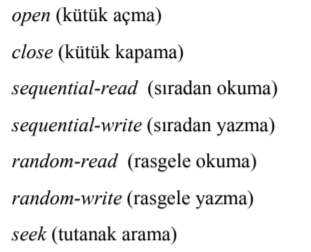 open (kütük açma)
close (kütük kapama)
sequential-read (sıradan okuma)
sequential-write (sıradan yazma)
random-read (rasgele okuma)
random-write (rasgele yazma)
seek (tutanak arama)